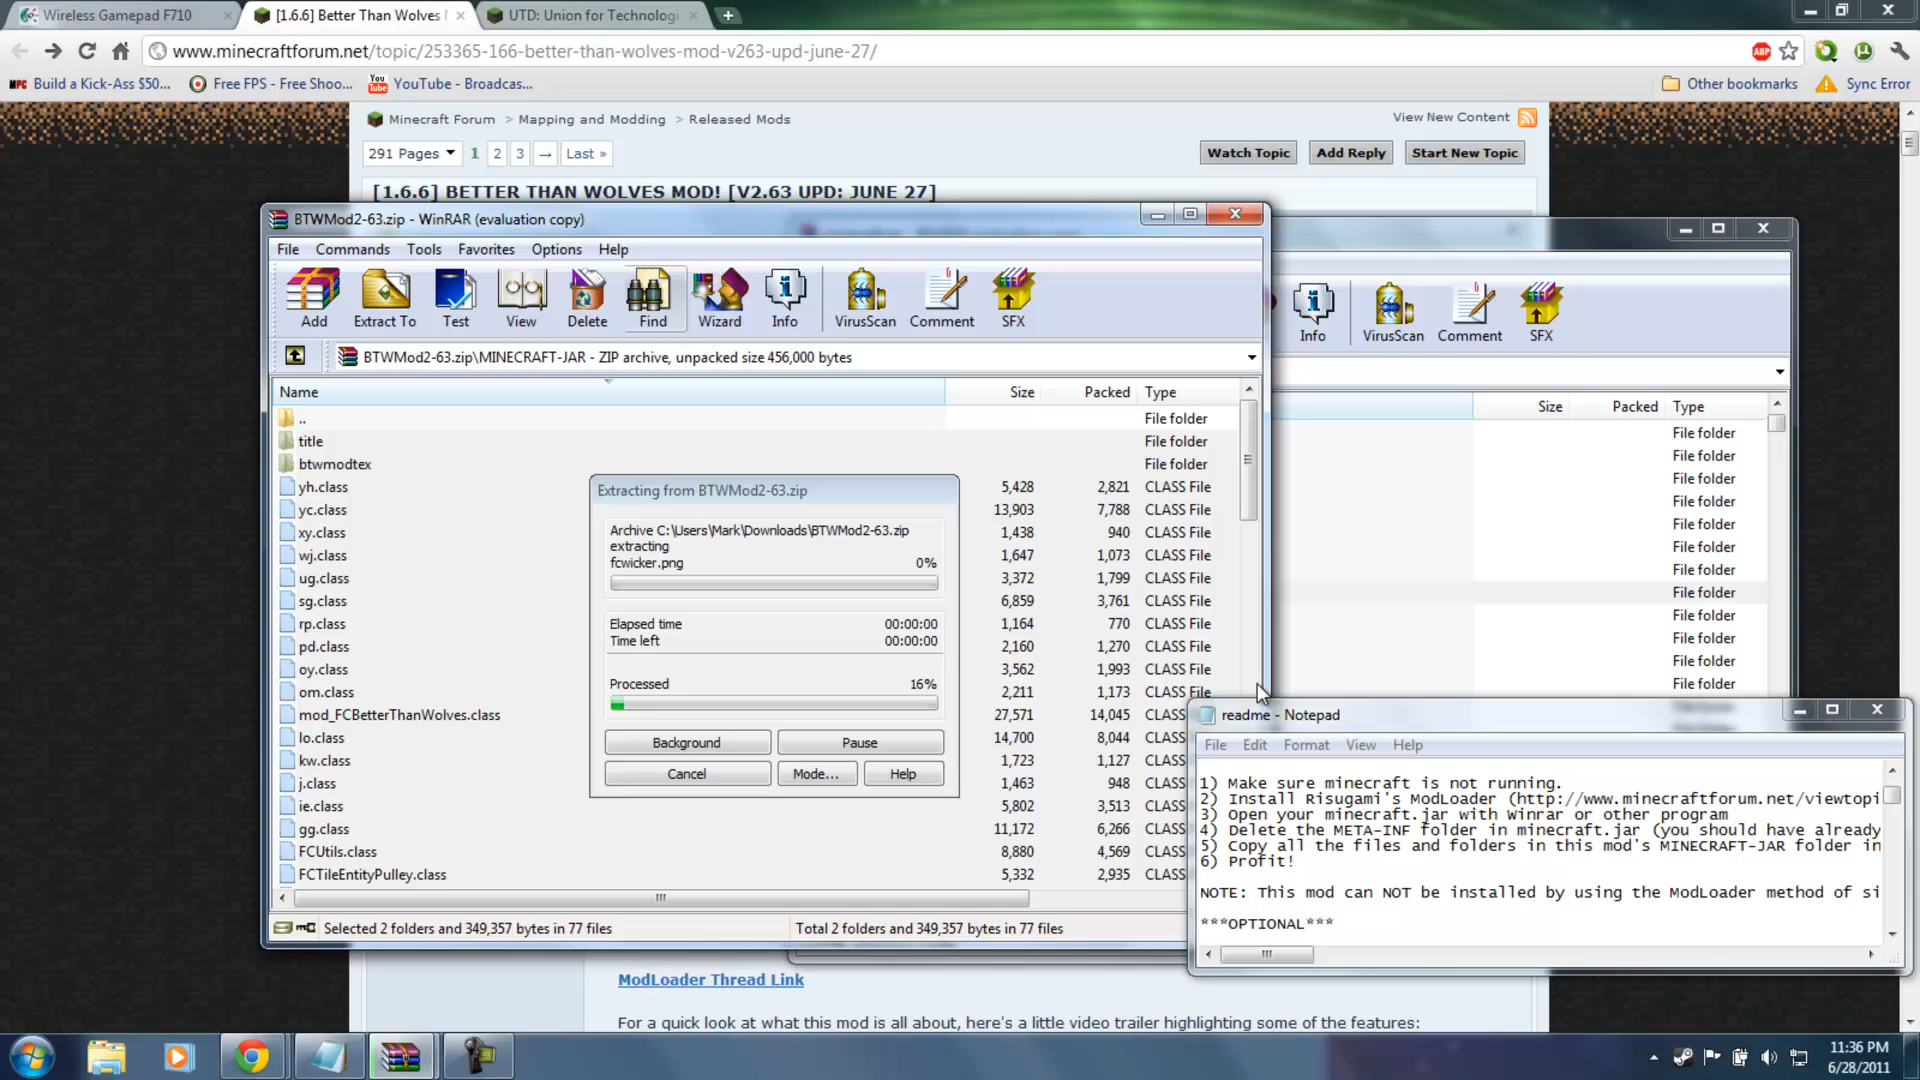 Wireless Gamepad F710
[1.6.6] Better Than Wolves
UTD: Union for Technologi
www.minecraftforum.net/topic/253365-166-better-than-wolves-mod-v263-upd-june-27/
ABP
Build a Kick-Ass $50...
Free FPS - Free Shoo...
YouTube - Broadcas...
Other bookmarks
Sync Error
Minecraft Forum > Mapping and Modding > Released Mods
View New Content
291 Pages 1 2 3 → Last »
Watch Topic
Add Reply
Start New Topic
[1.6.6] BETTER THAN WOLVES MOD! [V2.63 UPD: JUNE 27]
BTWMod2-63.zip - WinRAR (evaluation copy)
File Commands Tools Favorites Options Help
Add Extract To Test View Delete Find Wizard Info VirusScan Comment SFX
Info VirusScan Comment SFX
BTWMod2-63.zip\MINECRAFT-JAR - ZIP archive, unpacked size 456,000 bytes
Name Size Packed Type
Size Packed Type
.. File folder
title File folder
btwmodtex File folder
yh.class 5,428 2,821 CLASS File
yc.class 13,903 7,788 CLASS File
xy.class 1,438 940 CLASS File
wj.class 1,647 1,073 CLASS File
ug.class 3,372 1,799 CLASS File
sg.class 6,859 3,761 CLASS File
rp.class 1,164 770 CLASS File
pd.class 2,160 1,270 CLASS File
oy.class 3,562 1,993 CLASS File
om.class 2,211 1,173 CLASS File
mod_FCBetterThanWolves.class 27,571 14,045 CLASS
lo.class 14,700 8,044 CLASS
kw.class 1,723 1,127 CLASS
j.class 1,463 948 CLASS
ie.class 5,802 3,513 CLASS
gg.class 11,172 6,266 CLASS
FCUtils.class 8,880 4,569 CLASS
FCTileEntityPulley.class 5,332 2,935 CLASS
File folder
File folder
File folder
File folder
File folder
File folder
File folder
File folder
File folder
File folder
File folder
File folder
Extracting from BTWMod2-63.zip
Archive C:\Users\Mark\Downloads\BTWMod2-63.zip
extracting
fcwicker.png 0%
Elapsed time 00:00:00
Time left 00:00:00
Processed 16%
Background
Pause
Cancel
Mode...
Help
Selected 2 folders and 349,357 bytes in 77 files
Total 2 folders and 349,357 bytes in 77 files
readme - Notepad
File Edit Format View Help
1) Make sure minecraft is not running.
2) Install Risugami's ModLoader (http://www.minecraftforum.net/viewtopi
3) Open your minecraft.jar with Winrar or other program
4) Delete the META-INF folder in minecraft.jar (you should have already
5) Copy all the files and folders in this mod's MINECRAFT-JAR folder in
6) Profit!
NOTE: This mod can NOT be installed by using the ModLoader method of si
***OPTIONAL***
ModLoader Thread Link
For a quick look at what this mod is all about, here's a little video trailer highlighting some of the features:
11:36 PM
6/28/2011